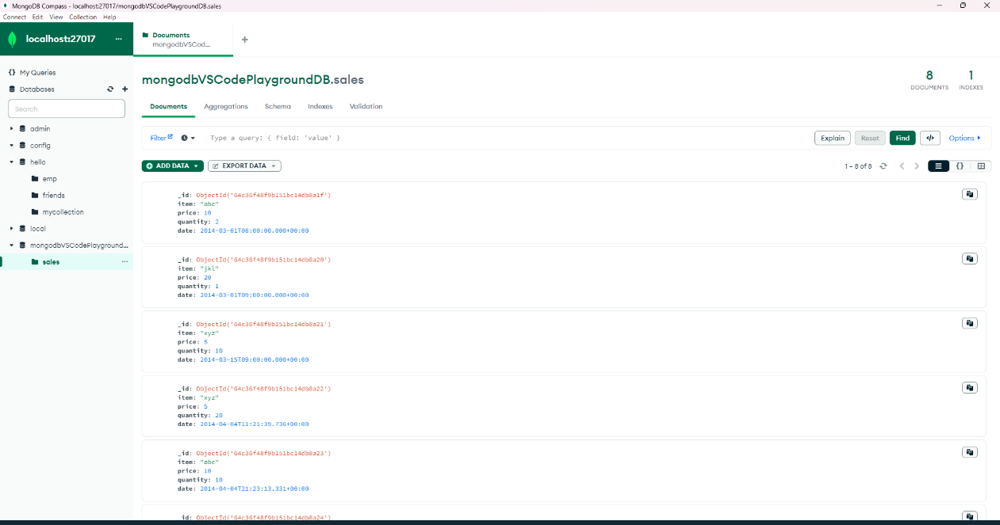 MongoDB Compass - localhost:27017/mongodbVSCodePlaygroundDB.sales
Connect Edit View Collection Help
localhost:27017 ...
Documents
mongodbVSCod...
+
{} My Queries
Databases
Search
admin
config
hello
emp
friends
mycollection
local
mongodbVSCodePlayground...
sales ...
mongodbVSCodePlaygroundDB.sales
8
DOCUMENTS
1
INDEXES
Documents Aggregations Schema Indexes Validation
Filter Type a query: { field: 'value' } Explain Reset Find </> Options
ADD DATA EXPORT DATA 1 – 8 of 8 {}
_id: ObjectId('64c36f48f9b151bc14db8a1f')
item: "abc"
price: 10
quantity: 2
date: 2014-03-01T08:00:00.000+00:00
_id: ObjectId('64c36f48f9b151bc14db8a20')
item: "jkl"
price: 20
quantity: 1
date: 2014-03-01T09:00:00.000+00:00
_id: ObjectId('64c36f48f9b151bc14db8a21')
item: "xyz"
price: 5
quantity: 10
date: 2014-03-15T09:00:00.000+00:00
_id: ObjectId('64c36f48f9b151bc14db8a22')
item: "xyz"
price: 5
quantity: 20
date: 2014-04-04T11:21:39.736+00:00
_id: ObjectId('64c36f48f9b151bc14db8a23')
item: "abc"
price: 10
quantity: 10
date: 2014-04-04T21:23:13.331+00:00
_id: ObjectId('64c36f48f9b151bc14db8a24')